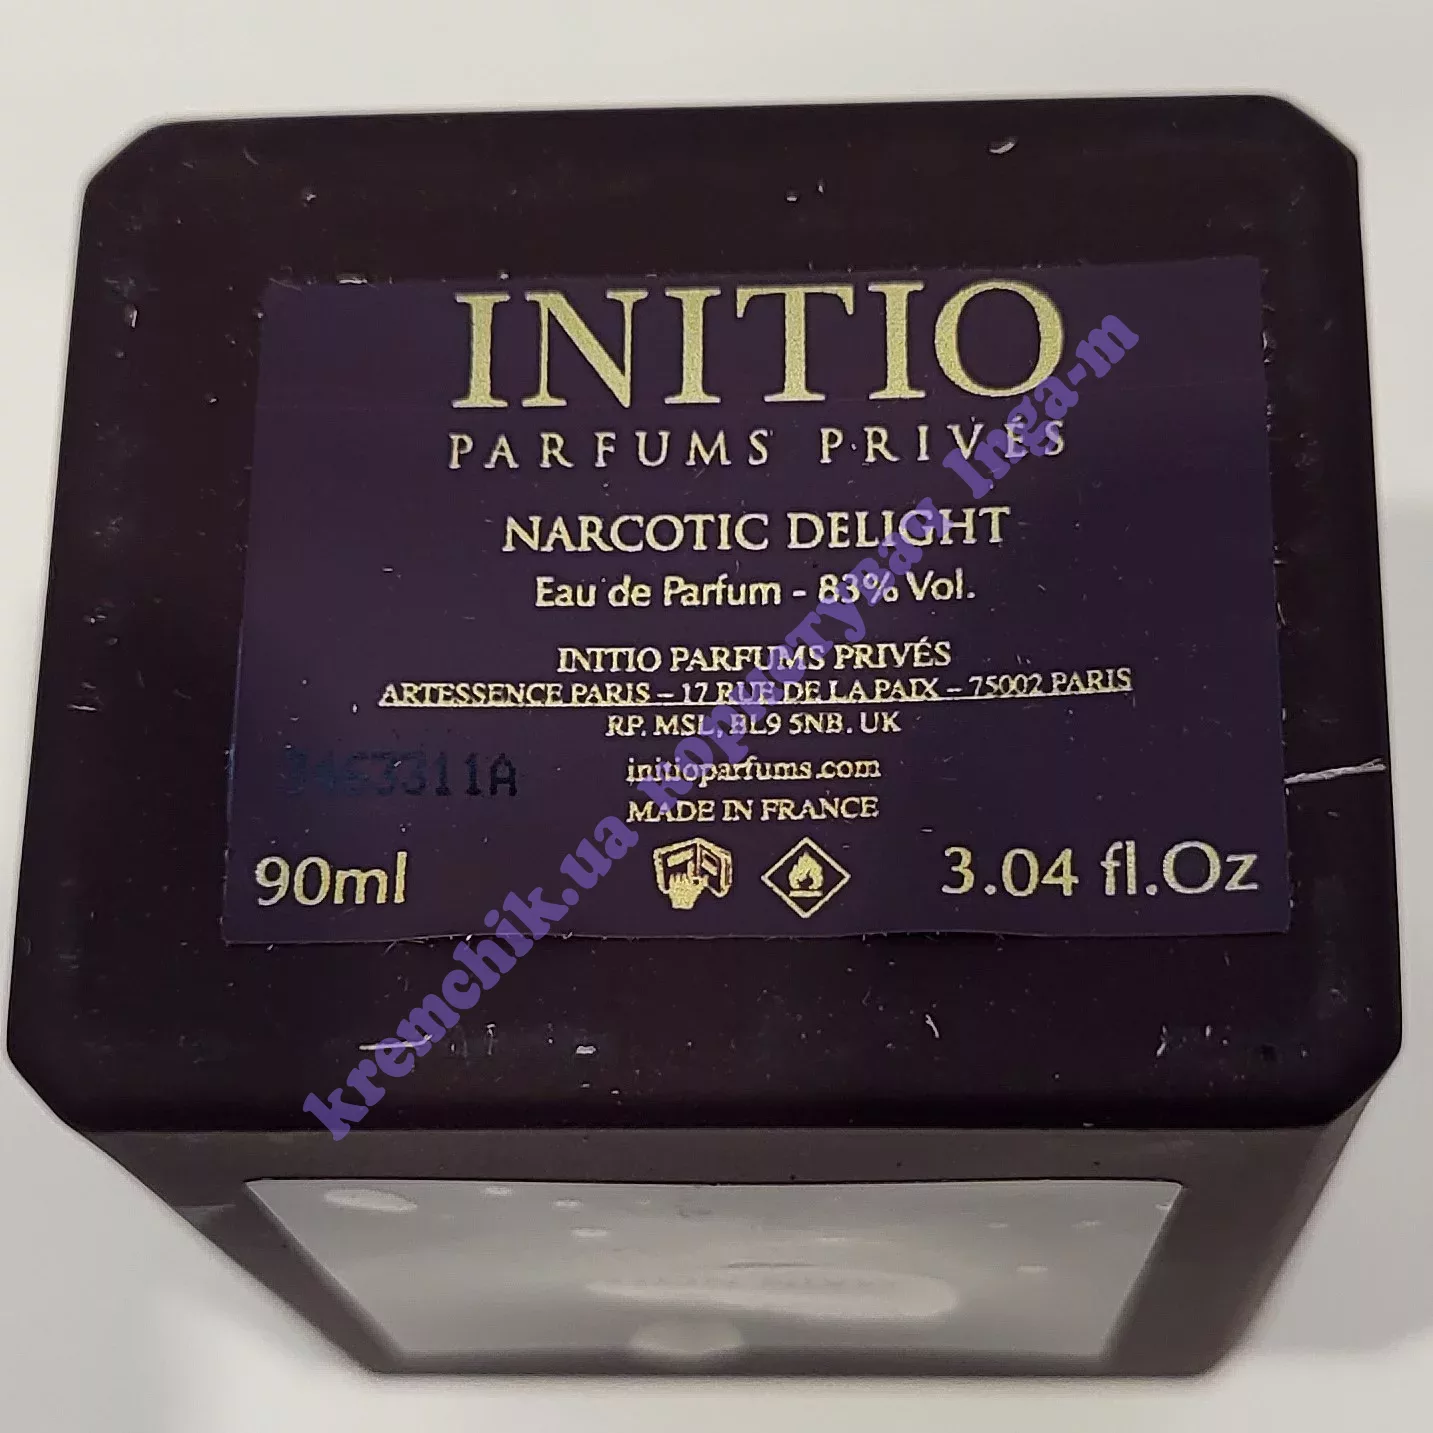 INITIO
PARFUMS PRIVÉS
NARCOTIC DELIGHT
Eau de Parfum - 83% Vol.
INITIO PARFUMS PRIVÉS
ARTESSENCE PARIS – 17 RUE DE LA PAIX – 75002 PARIS
RP. MSL, BL9 5NB. UK
initioparfums.com
MADE IN FRANCE
90ml
3.04 fl.Oz
kremchik.ua користувач Inga-m